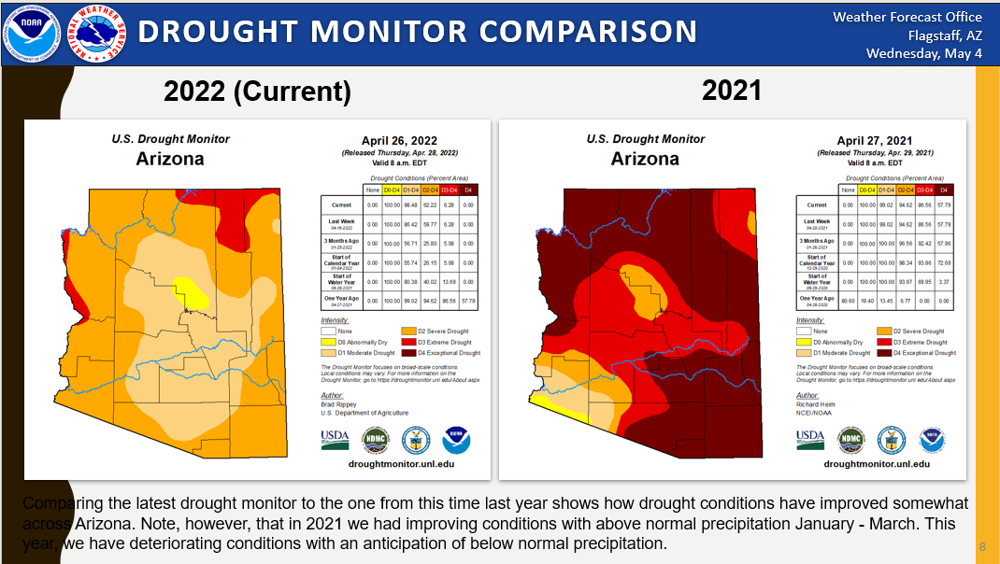 NOAA
NATIONAL WEATHER SERVICE
DROUGHT MONITOR COMPARISON
Weather Forecast Office
Flagstaff, AZ
Wednesday, May 4
2022 (Current)
2021
U.S. Drought Monitor
Arizona
April 26, 2022
(Released Thursday, Apr. 28, 2022)
Valid 8 a.m. EDT
Drought Conditions (Percent Area)
None D0-D4 D1-D4 D2-D4 D3-D4 D4
Current 0.00 100.00 98.48 62.22 6.28 0.00
Last Week 04-19-2022 0.00 100.00 86.42 59.77 6.28 0.00
3 Months Ago 01-25-2022 0.00 100.00 56.71 25.80 5.08 0.00
Start of Calendar Year 01-04-2022 0.00 100.00 55.74 26.15 5.08 0.00
Start of Water Year 09-28-2021 0.00 100.00 80.38 40.02 13.69 0.00
One Year Ago 04-27-2021 0.00 100.00 99.02 94.62 86.56 57.79
Intensity:
None
D2 Severe Drought
D0 Abnormally Dry
D3 Extreme Drought
D1 Moderate Drought
D4 Exceptional Drought
The Drought Monitor focuses on broad-scale conditions.
Local conditions may vary. For more information on the
Drought Monitor, go to https://droughtmonitor.unl.edu/About.aspx
Author:
Brad Rippey
U.S. Department of Agriculture
USDA
NDMC
NOAA
droughtmonitor.unl.edu
U.S. Drought Monitor
Arizona
April 27, 2021
(Released Thursday, Apr. 29, 2021)
Valid 8 a.m. EDT
Drought Conditions (Percent Area)
None D0-D4 D1-D4 D2-D4 D3-D4 D4
Current 0.00 100.00 99.02 94.62 86.56 57.79
Last Week 04-20-2021 0.00 100.00 99.02 94.62 86.56 57.79
3 Months Ago 01-26-2021 0.00 100.00 100.00 96.56 92.42 57.96
Start of Calendar Year 12-29-2020 0.00 100.00 100.00 98.34 93.86 72.69
Start of Water Year 09-29-2020 0.00 100.00 100.00 93.97 69.95 3.37
One Year Ago 04-28-2020 80.60 19.40 13.45 6.77 0.00 0.00
Intensity:
None
D2 Severe Drought
D0 Abnormally Dry
D3 Extreme Drought
D1 Moderate Drought
D4 Exceptional Drought
The Drought Monitor focuses on broad-scale conditions.
Local conditions may vary. For more information on the
Drought Monitor, go to https://droughtmonitor.unl.edu/About.aspx
Author:
Richard Heim
NCEI/NOAA
USDA
NDMC
NOAA
droughtmonitor.unl.edu
Comparing the latest drought monitor to the one from this time last year shows how drought conditions have improved somewhat
across Arizona. Note, however, that in 2021 we had improving conditions with above normal precipitation January - March. This
year, we have deteriorating conditions with an anticipation of below normal precipitation.
8